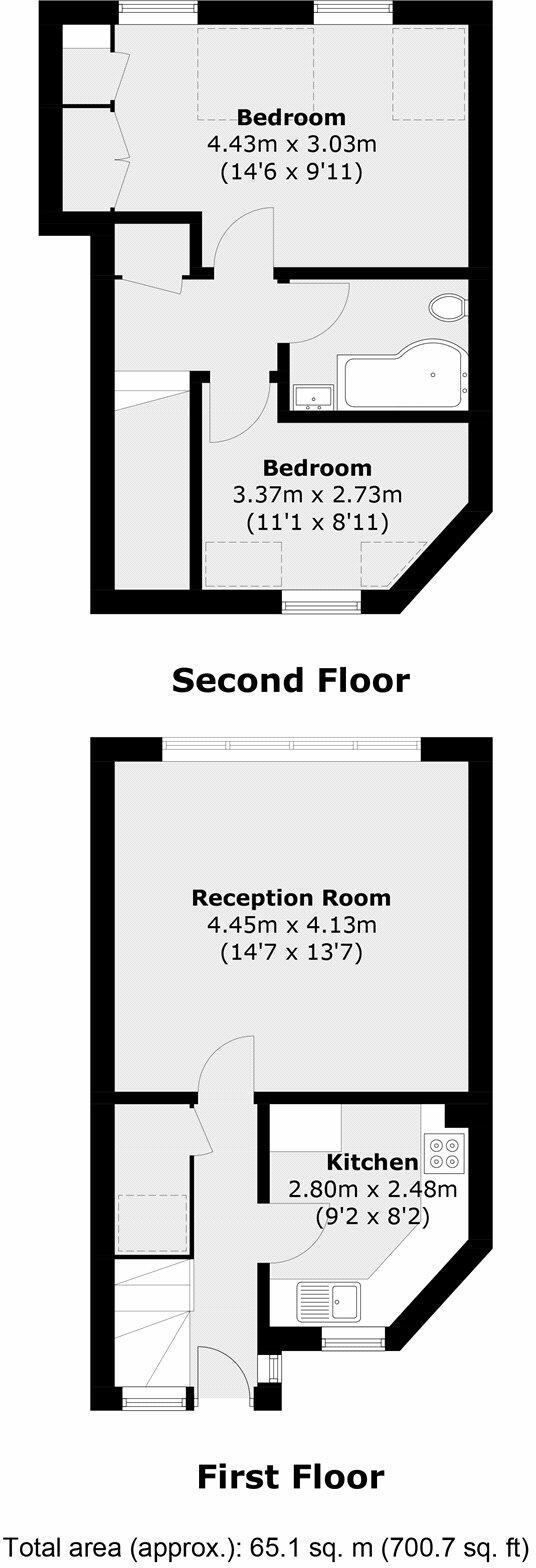 Bedroom
4.43m x 3.03m
(14'6 x 9'11)
Bedroom
3.37m x 2.73m
(11'1 x 8'11)
Second Floor
Reception Room
4.45m x 4.13m
(14'7 x 13'7)
Kitchen
2.80m x 2.48m
(9'2 x 8'2)
First Floor
Total area (approx.): 65.1 sq. m (700.7 sq. ft)